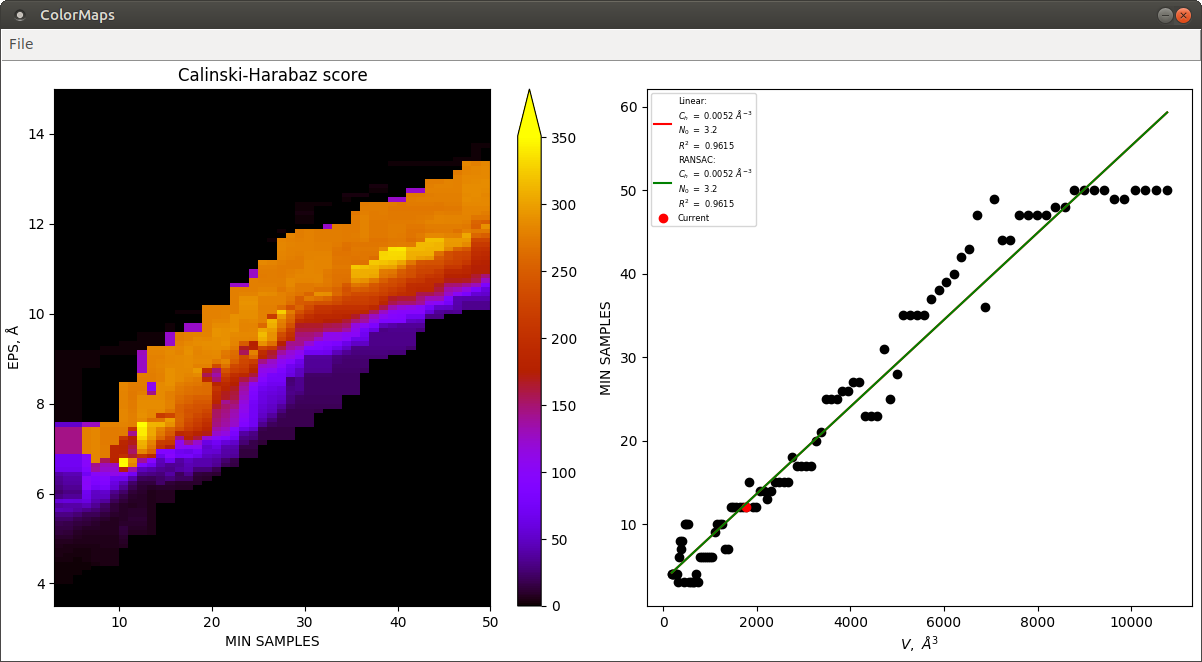 ColorMaps
File
Calinski-Harabaz score
14
12
10
8
6
4
10
20
30
40
50
MIN SAMPLES
EPS, Å
350
300
250
200
150
100
50
0
Linear:
Cₕ = 0.0052 Å⁻³
N₀ = 3.2
R² = 0.9615
RANSAC:
Cₕ = 0.0052 Å⁻³
N₀ = 3.2
R² = 0.9615
Current
60
50
40
30
20
10
MIN SAMPLES
0
2000
4000
6000
8000
10000
V, Å³